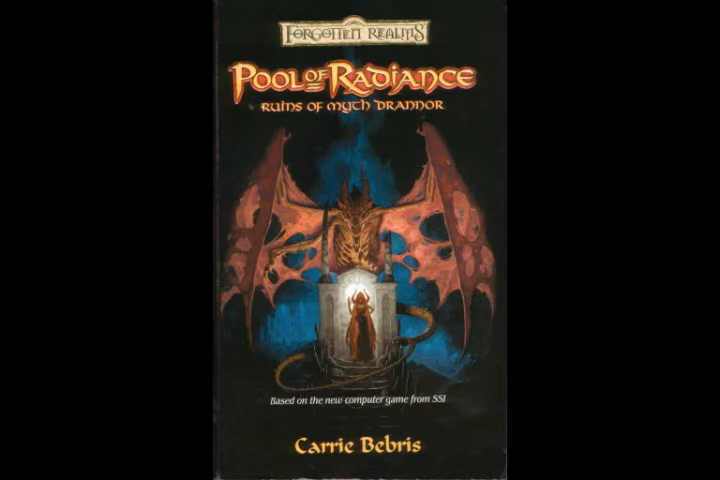 FORGOTTEN REALMS
POOL OF RADIANCE
RUINS OF MYTH DRANNOR
Based on the new computer game from SSI
Carrie Bebris